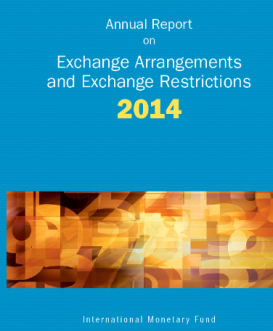 Annual Report
on
Exchange Arrangements
and Exchange Restrictions
2014
International Monetary Fund